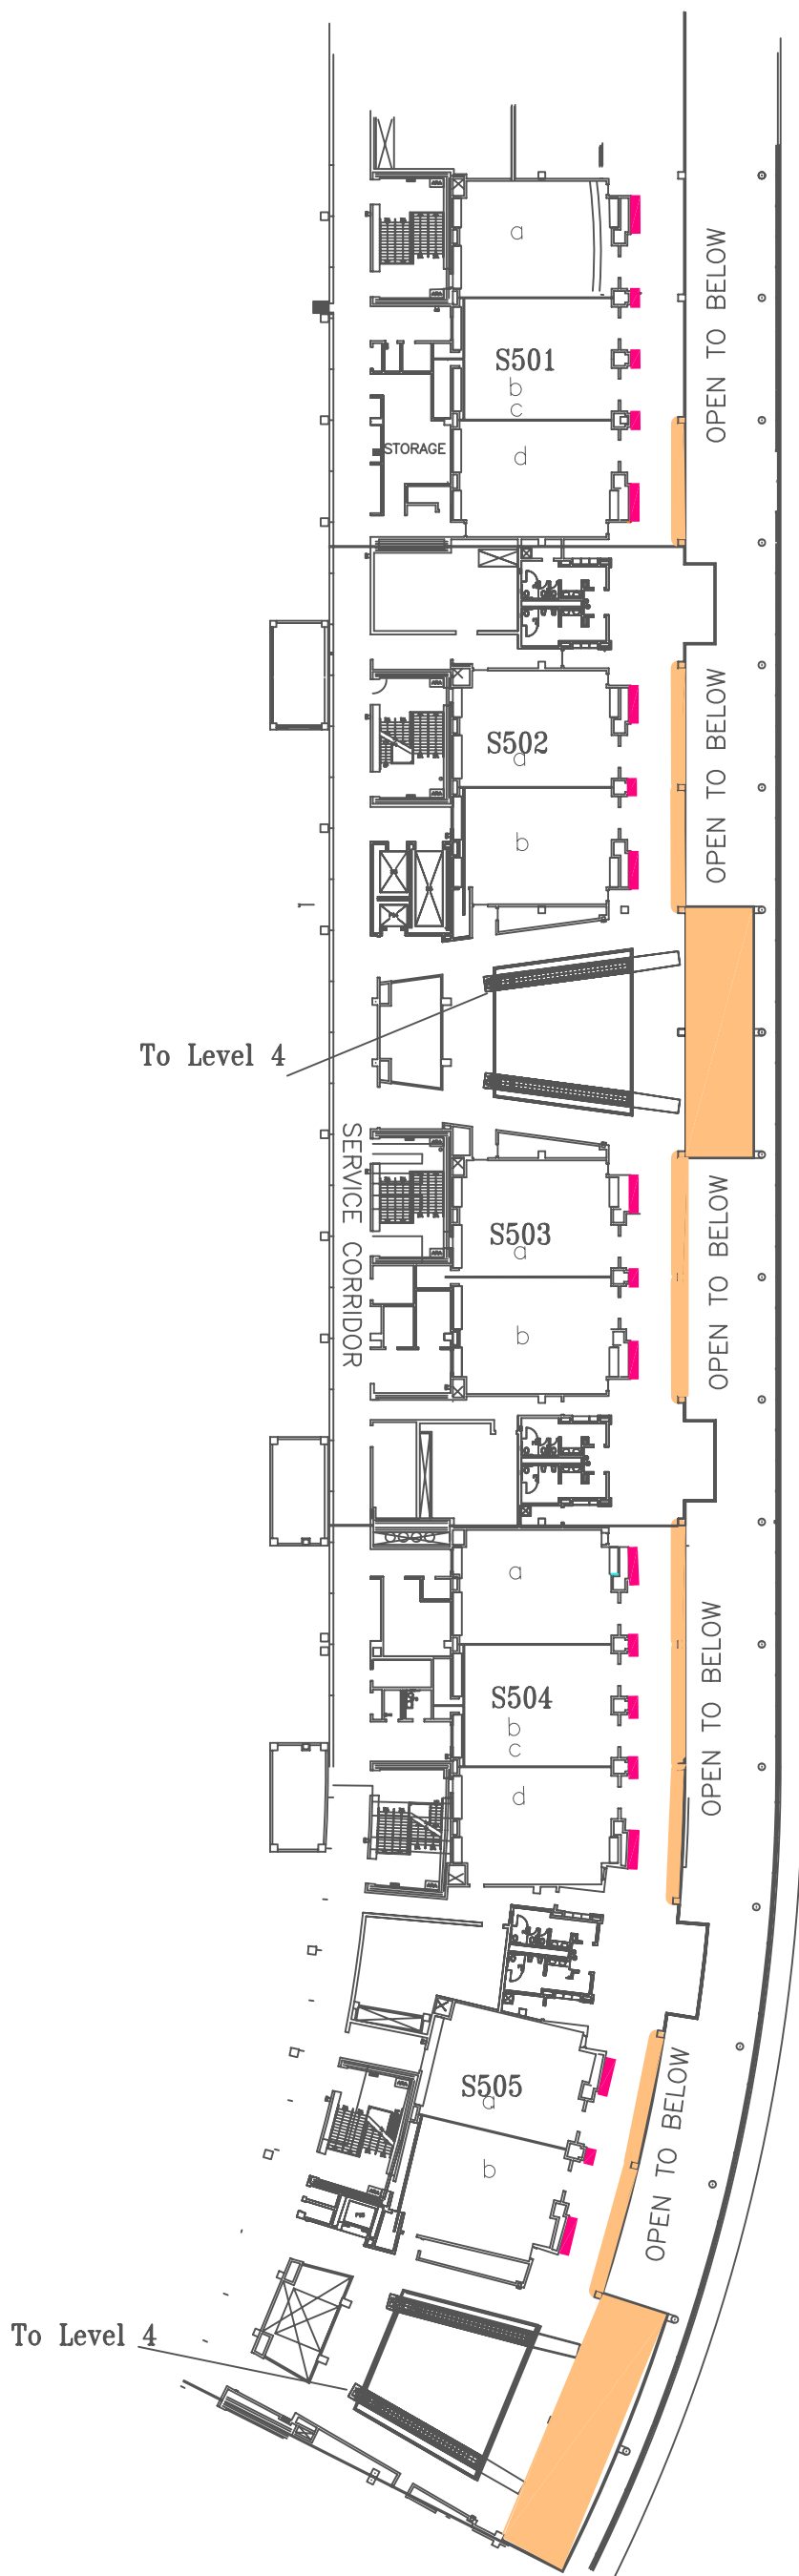 a
OPEN TO BELOW
S501
b
c
STORAGE
d
OPEN TO BELOW
S502
a
b
To Level 4
SERVICE CORRIDOR
OPEN TO BELOW
S503
a
b
a
OPEN TO BELOW
S504
b
c
d
OPEN TO BELOW
S505
a
b
To Level 4